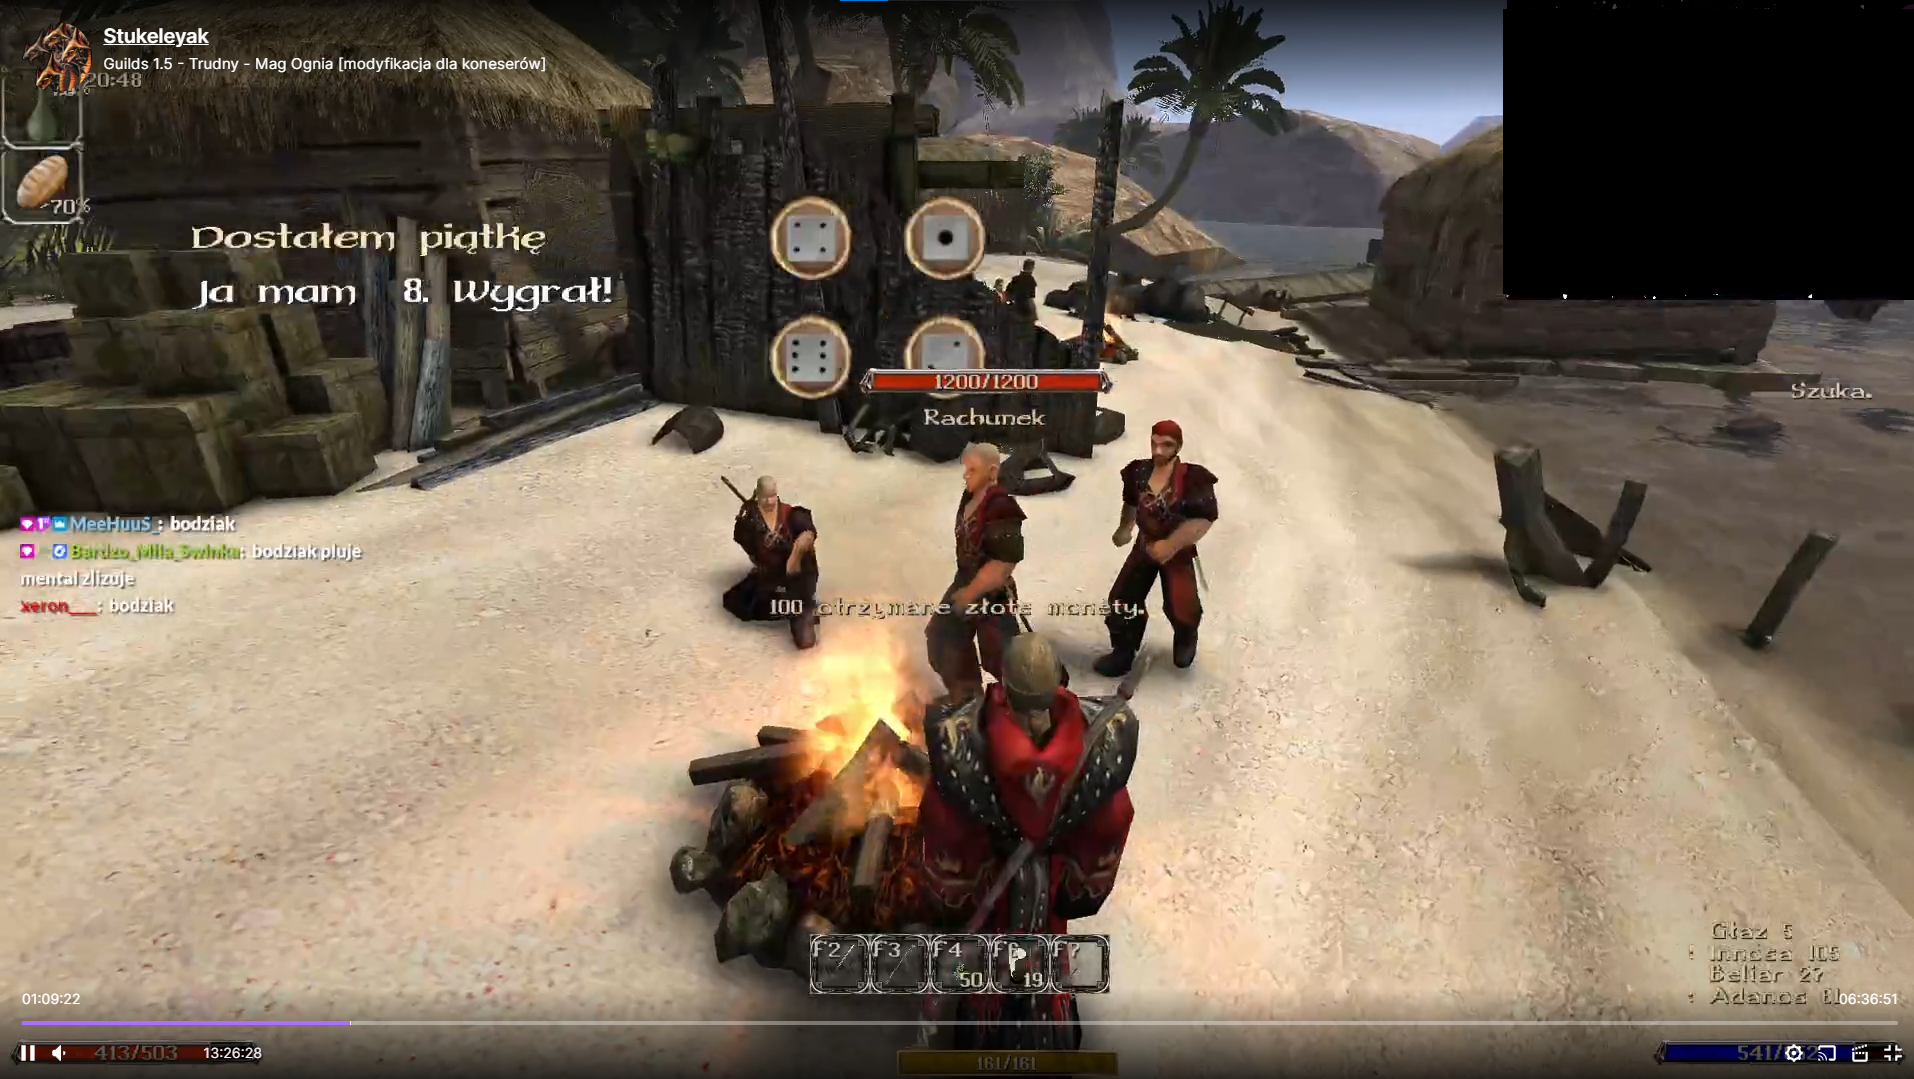 Stukeleyak
Guilds 1.5 - Trudny - Mag Ognia [modyfikacja dla koneserów]
20:48
70%
Dostałem piątkę
Ja mam 8. Wygrał!
1200/1200
Rachunek
Szuka.
MeeHuuS_: bodziak
Bardzo_Mila_Swinka: bodziak pluje
mental zlizuje
xeron___: bodziak
100 otrzymane złote monety.
F2
F3
F4
50
19
F7
Głaz 5
: Innosa 105
Beliar 27
: Adanos
01:09:22
06:36:51
413/503
13:26:28
161/161
541/